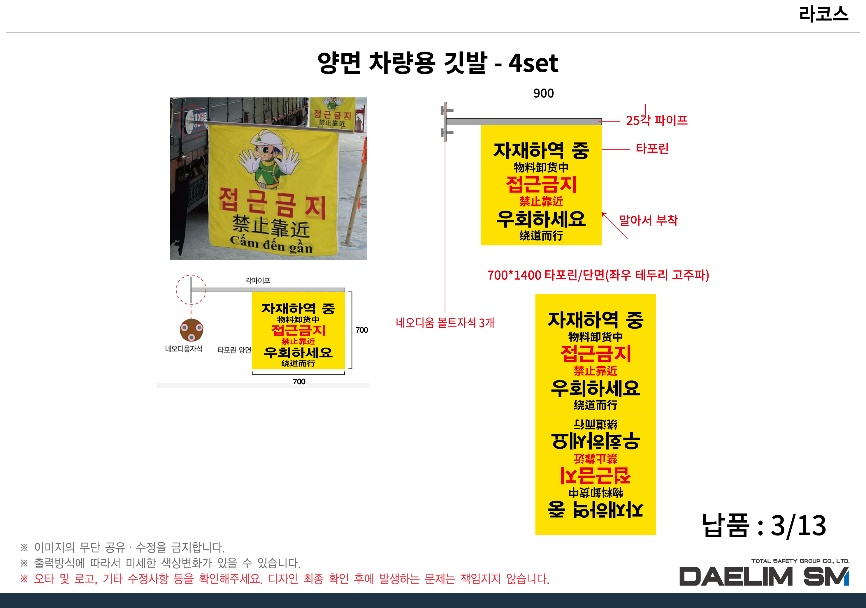 라코스
양면 차량용 깃발 - 4set
접근금지
禁止靠近
접근금지
禁止靠近
Cấm đến gần
900
25각 파이프
타포린
말아서 부착
자재하역 중
物料卸货中
접근금지
禁止靠近
우회하세요
绕道而行
네오디움 볼트자석 3개
각파이프
네오디움자석
타포린 양면
자재하역 중
物料卸货中
접근금지
禁止靠近
우회하세요
绕道而行
700
700
700*1400 타포린/단면(좌우 테두리 고주파)
자재하역 중
物料卸货中
접근금지
禁止靠近
우회하세요
绕道而行
绕道而行
우회하세요
禁止靠近
접근금지
物料卸货中
자재하역 중
납품 : 3/13
※ 이미지의 무단 공유 · 수정을 금지합니다.
※ 출력방식에 따라서 미세한 색상변화가 있을 수 있습니다.
※ 오타 및 로고, 기타 수정사항 등을 확인해주세요. 디자인 최종 확인 후에 발생하는 문제는 책임지지 않습니다.
TOTAL SAFETY GROUP CO., LTD.
DAELIM SM